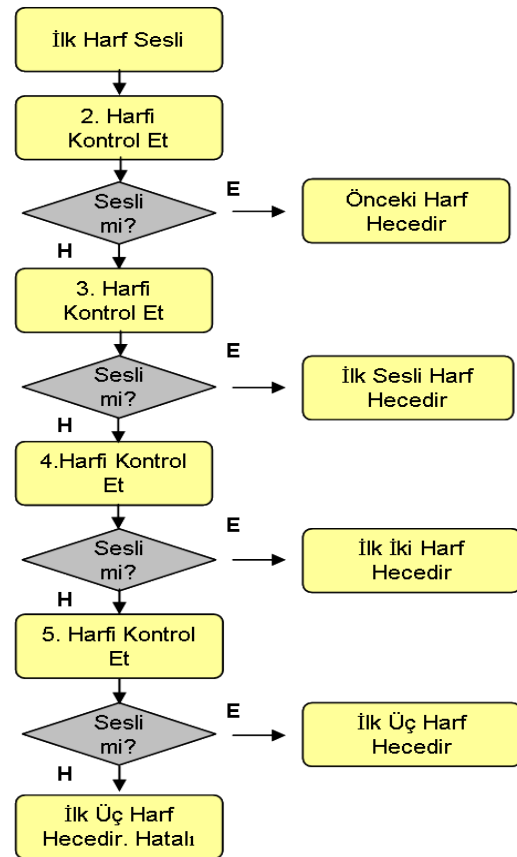 İlk Harf Sesli
2. Harfi
Kontrol Et
Sesli
mi?
E
Önceki Harf
Hecedir
H
3. Harfi
Kontrol Et
Sesli
mi?
E
İlk Sesli Harf
Hecedir
H
4.Harfi Kontrol
Et
Sesli
mi?
E
İlk İki Harf
Hecedir
H
5. Harfi Kontrol
Et
Sesli
mi?
E
İlk Üç Harf
Hecedir
H
İlk Üç Harf
Hecedir. Hatalı